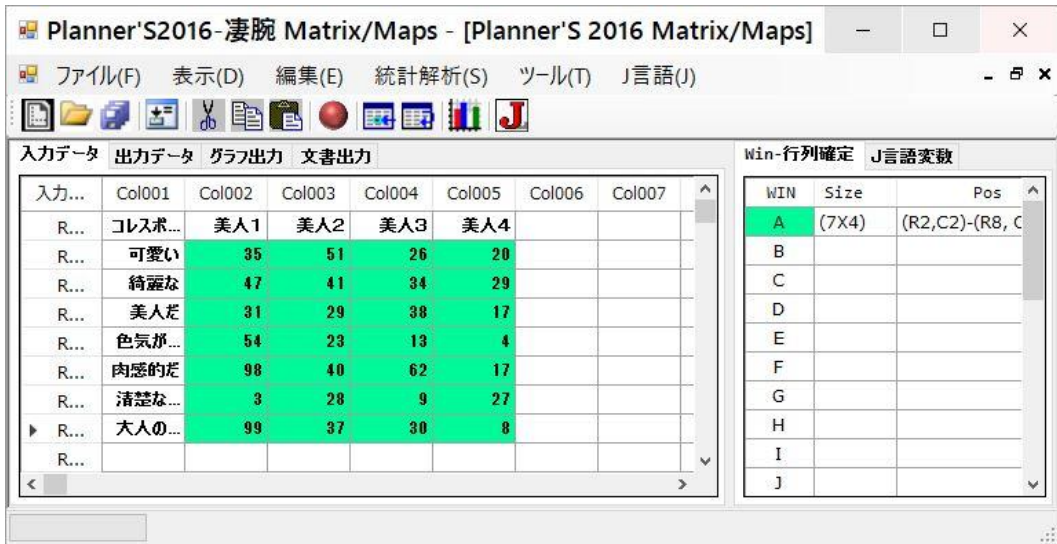 Planner'S2016-凄腕 Matrix/Maps - [Planner'S 2016 Matrix/Maps]
ファイル(F) 表示(D) 編集(E) 統計解析(S) ツール(T) J言語(J)
J
入力データ 出力データ グラフ出力 文書出力
入力... Col001 Col002 Col003 Col004 Col005 Col006 Col007
R... コレスポ... 美人1 美人2 美人3 美人4
R... 可愛い 35 51 26 20
R... 綺麗な 47 41 34 29
R... 美人だ 31 29 38 17
R... 色気が... 54 23 13 4
R... 肉感的だ 98 40 62 17
R... 清楚な... 3 28 9 27
R... 大人の... 99 37 30 8
R...
Win-行列確定 J言語変数
WIN Size Pos
A (7X4) (R2,C2)-(R8, C
B
C
D
E
F
G
H
I
J